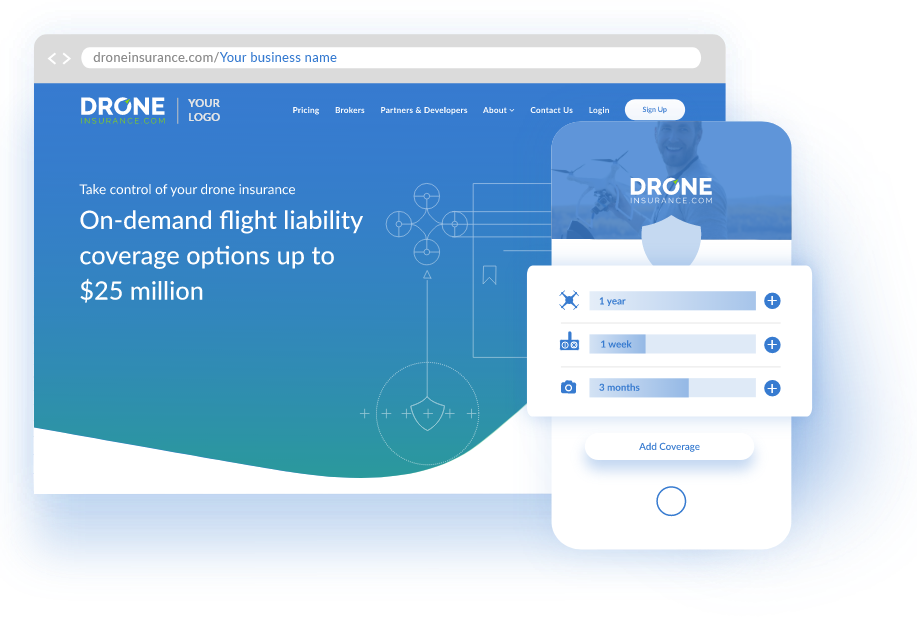 droneinsurance.com/Your business name
DRONE
INSURANCE.COM
YOUR
LOGO
Pricing Brokers Partners & Developers About Contact Us Login Sign Up
Take control of your drone insurance
On-demand flight liability
coverage options up to
$25 million
DRONE
INSURANCE.COM
1 year
1 week
3 months
Add Coverage